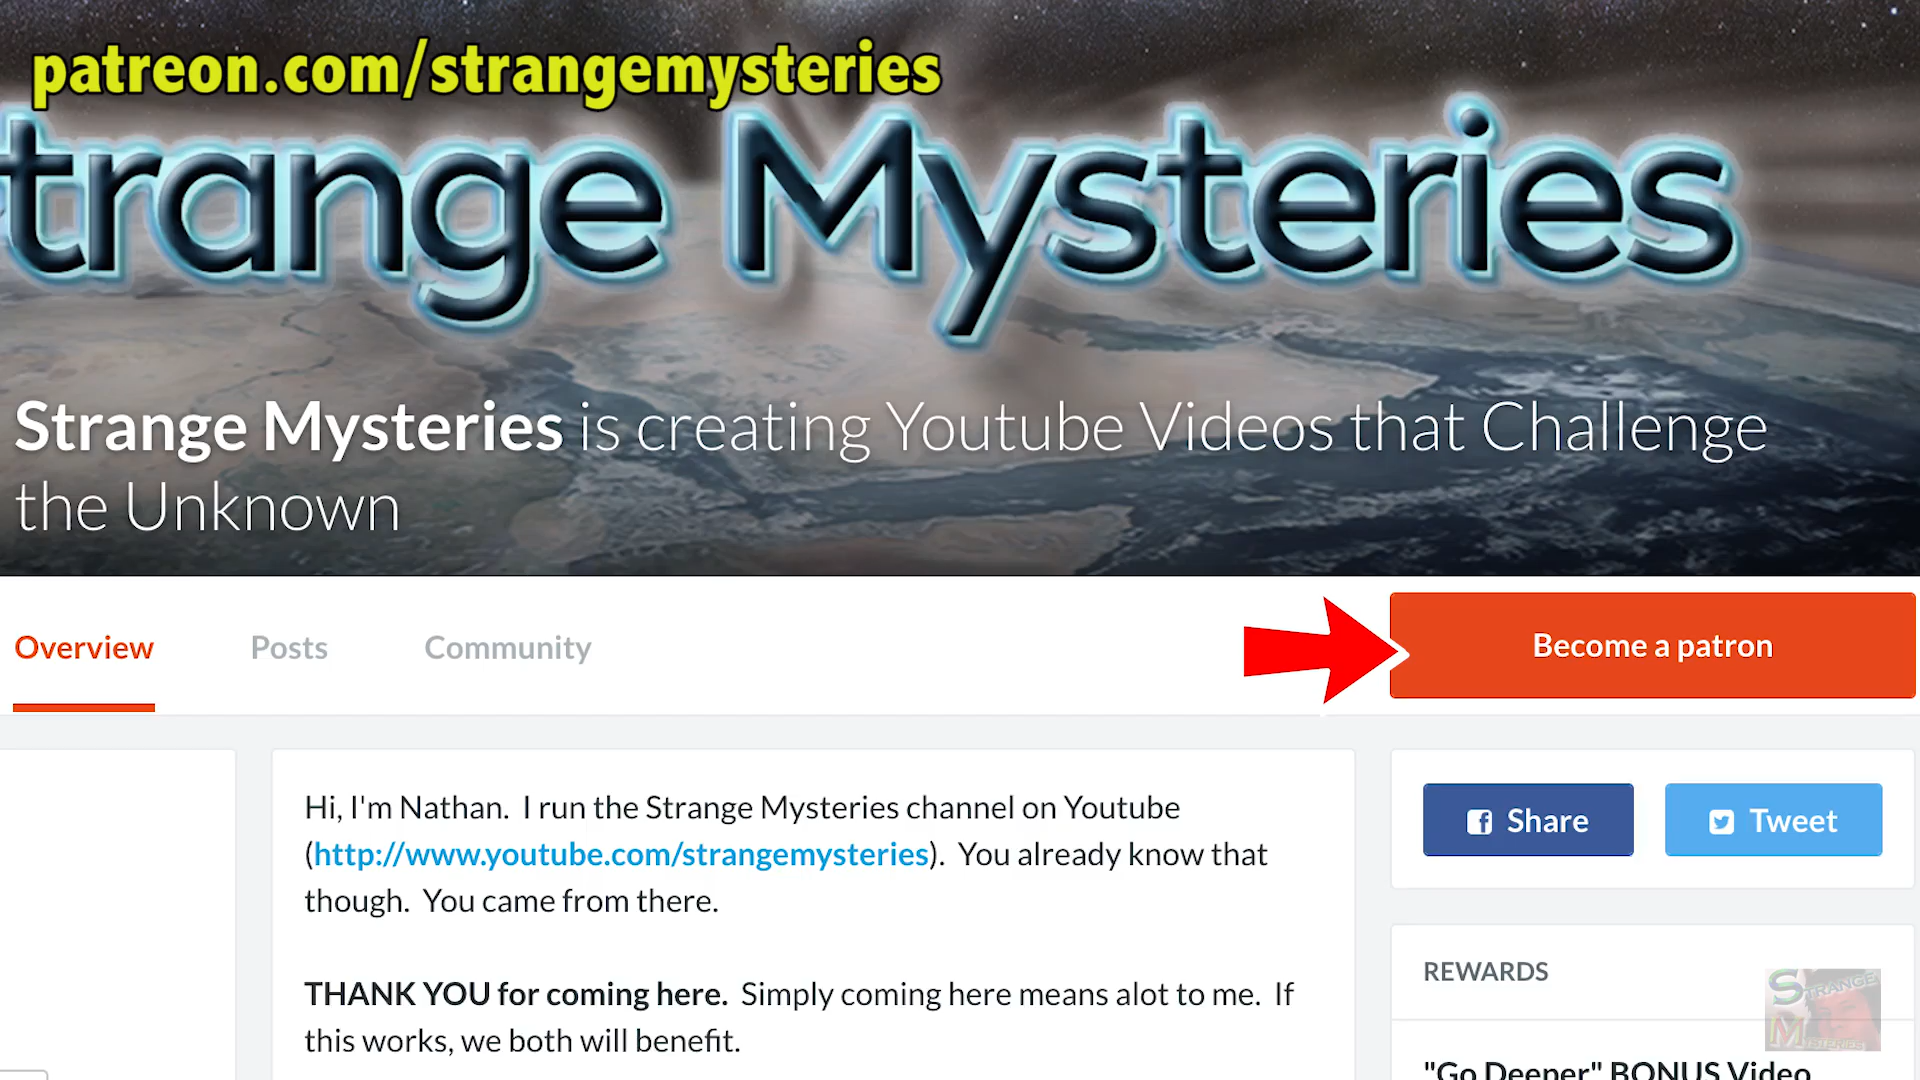 patreon.com/strangemysteries
trange Mysteries
Strange Mysteries is creating Youtube Videos that Challenge
the Unknown
Overview Posts Community
Become a patron
Hi, I'm Nathan. I run the Strange Mysteries channel on Youtube
(http://www.youtube.com/strangemysteries). You already know that
though. You came from there.
THANK YOU for coming here. Simply coming here means alot to me. If
this works, we both will benefit.
Share Tweet
REWARDS
"Go Deeper" BONUS Video
STRANGE
MYSTERIES